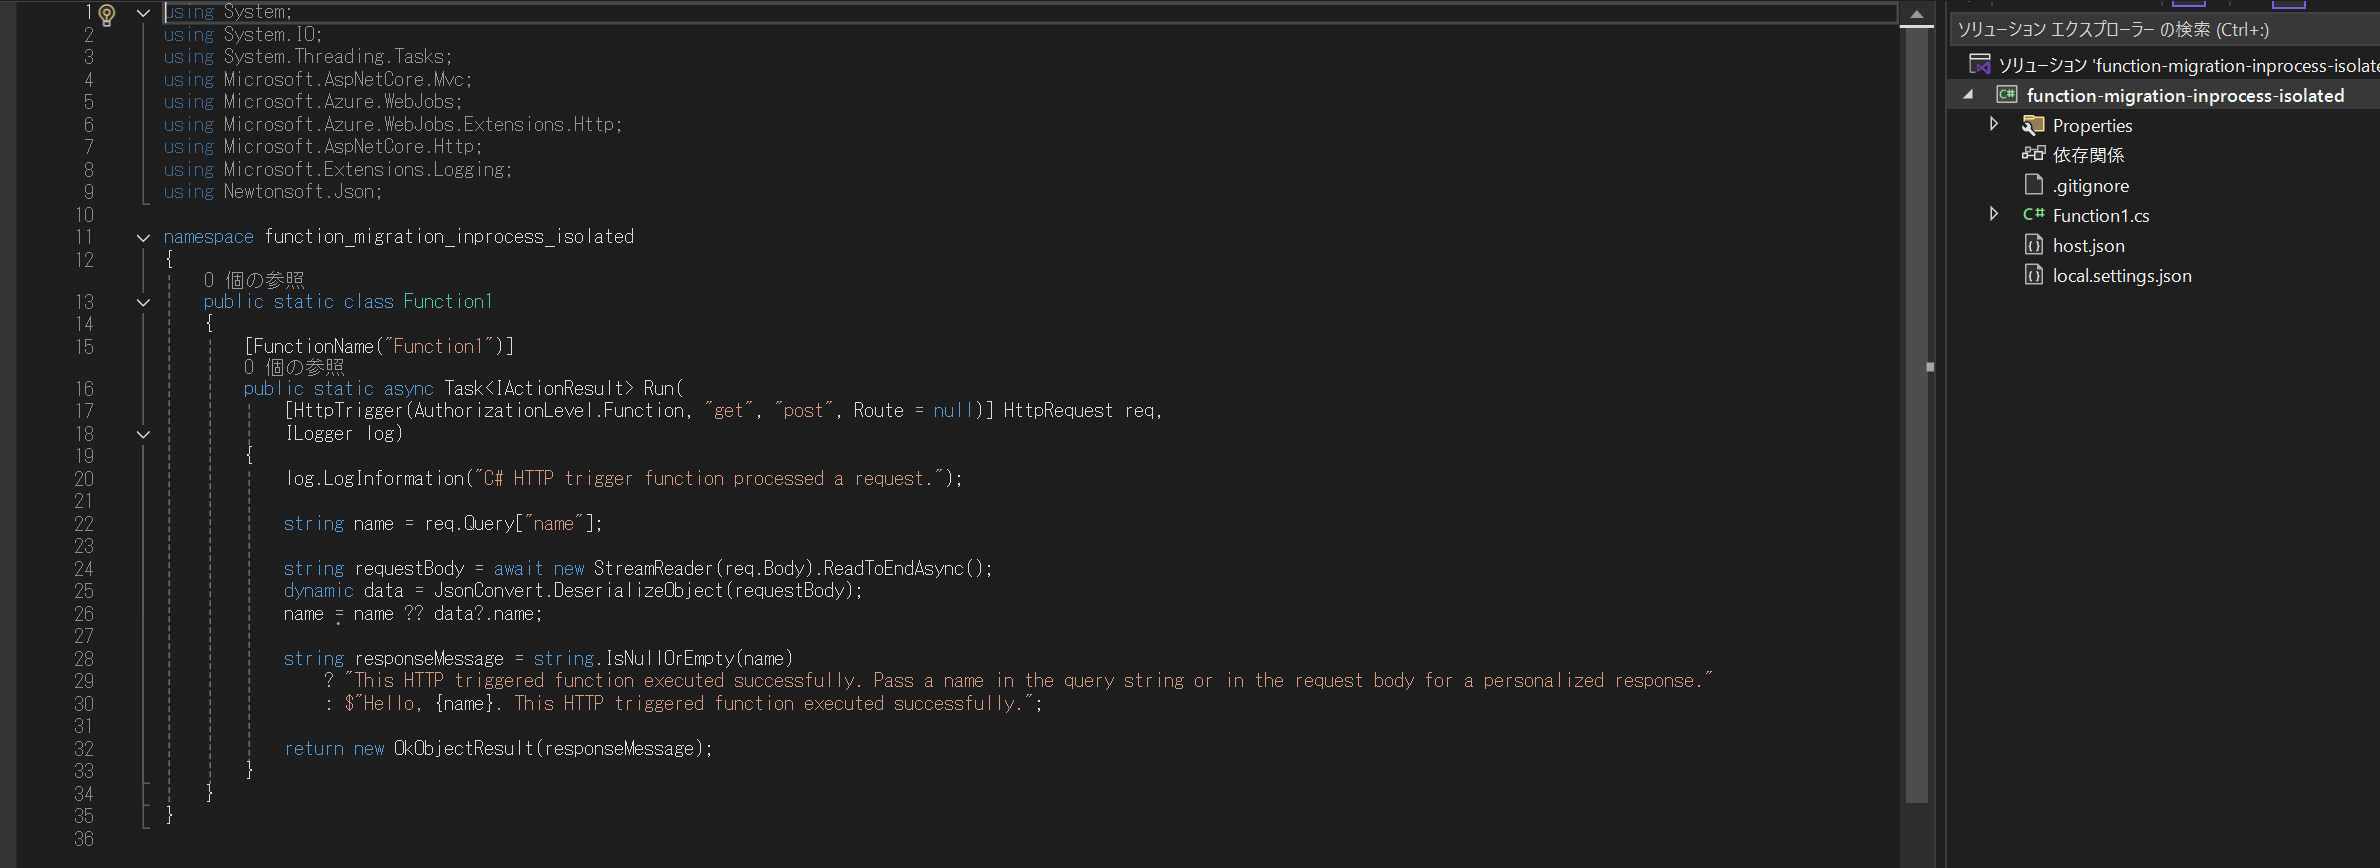 1 using System;
2 using System.IO;
3 using System.Threading.Tasks;
4 using Microsoft.AspNetCore.Mvc;
5 using Microsoft.Azure.WebJobs;
6 using Microsoft.Azure.WebJobs.Extensions.Http;
7 using Microsoft.AspNetCore.Http;
8 using Microsoft.Extensions.Logging;
9 using Newtonsoft.Json;
10
11 namespace function_migration_inprocess_isolated
12 {
0 個の参照
13 public static class Function1
14 {
15 [FunctionName("Function1")]
0 個の参照
16 public static async Task<IActionResult> Run(
17 [HttpTrigger(AuthorizationLevel.Function, "get", "post", Route = null)] HttpRequest req,
18 ILogger log)
19 {
20 log.LogInformation("C# HTTP trigger function processed a request.");
21
22 string name = req.Query["name"];
23
24 string requestBody = await new StreamReader(req.Body).ReadToEndAsync();
25 dynamic data = JsonConvert.DeserializeObject(requestBody);
26 name = name ?? data?.name;
27
28 string responseMessage = string.IsNullOrEmpty(name)
29 ? "This HTTP triggered function executed successfully. Pass a name in the query string or in the request body for a personalized response."
30 : $"Hello, {name}. This HTTP triggered function executed successfully.";
31
32 return new OkObjectResult(responseMessage);
33 }
34 }
35 }
36
ソリューション エクスプローラー の検索 (Ctrl+:)
ソリューション 'function-migration-inprocess-isolate
C# function-migration-inprocess-isolated
Properties
依存関係
.gitignore
C# Function1.cs
host.json
local.settings.json